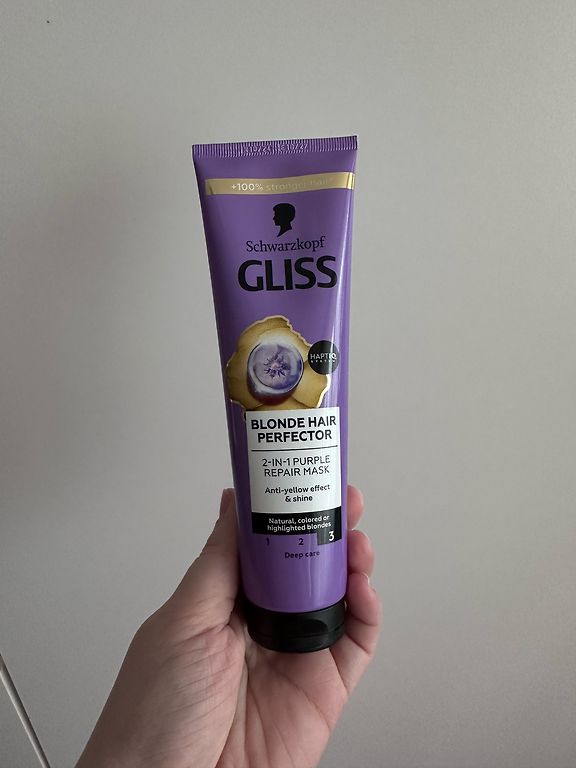 +100% stronger hair*
Schwarzkopf
GLISS
HAPTIQ
SYSTEM
BLONDE HAIR
PERFECTOR
2-IN-1 PURPLE
REPAIR MASK
Anti-yellow effect
& shine
Natural, colored or
highlighted blondes
1 2 3
Deep care